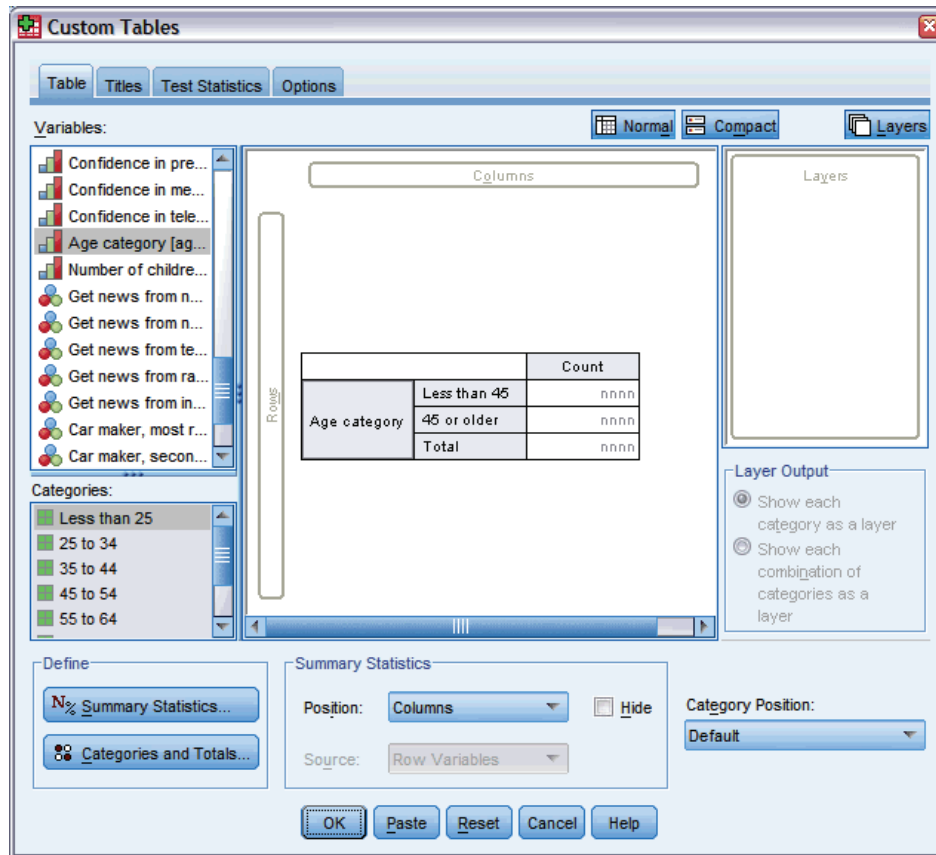 Custom Tables
Table
Titles
Test Statistics
Options
Variables:
Normal
Compact
Layers
Confidence in pre...
Confidence in me...
Confidence in tele...
Age category [ag...
Number of childre...
Get news from n...
Get news from n...
Get news from te...
Get news from ra...
Get news from in...
Car maker, most r...
Car maker, secon...
Categories:
Less than 25
25 to 34
35 to 44
45 to 54
55 to 64
Columns
Rows
Count
Age category
Less than 45
nnnn
45 or older
nnnn
Total
nnnn
Layers
Layer Output
Show each
category as a layer
Show each
combination of
categories as a
layer
Define
N% Summary Statistics...
Categories and Totals...
Summary Statistics
Position:
Columns
Hide
Source:
Row Variables
Category Position:
Default
OK
Paste
Reset
Cancel
Help